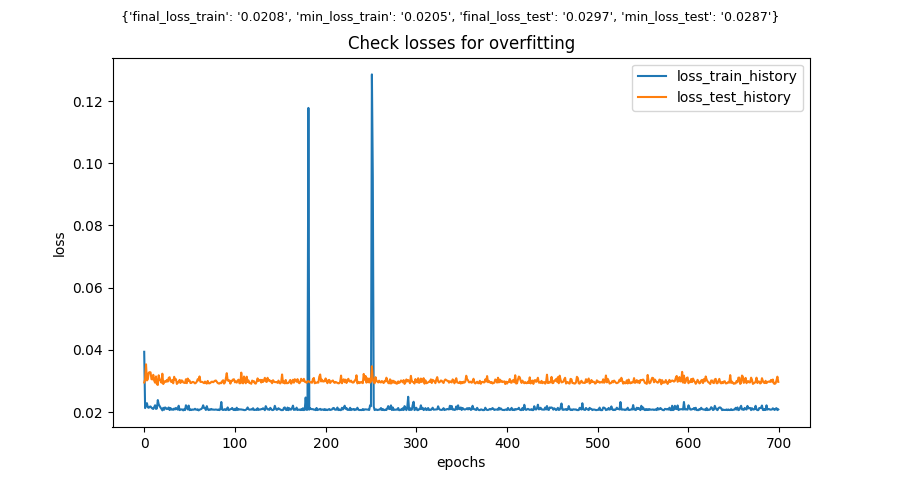 {'final_loss_train': '0.0208', 'min_loss_train': '0.0205', 'final_loss_test': '0.0297', 'min_loss_test': '0.0287'}
Check losses for overfitting
loss_train_history
loss_test_history
0.12
0.10
0.08
0.06
0.04
0.02
loss
0 100 200 300 400 500 600 700
epochs